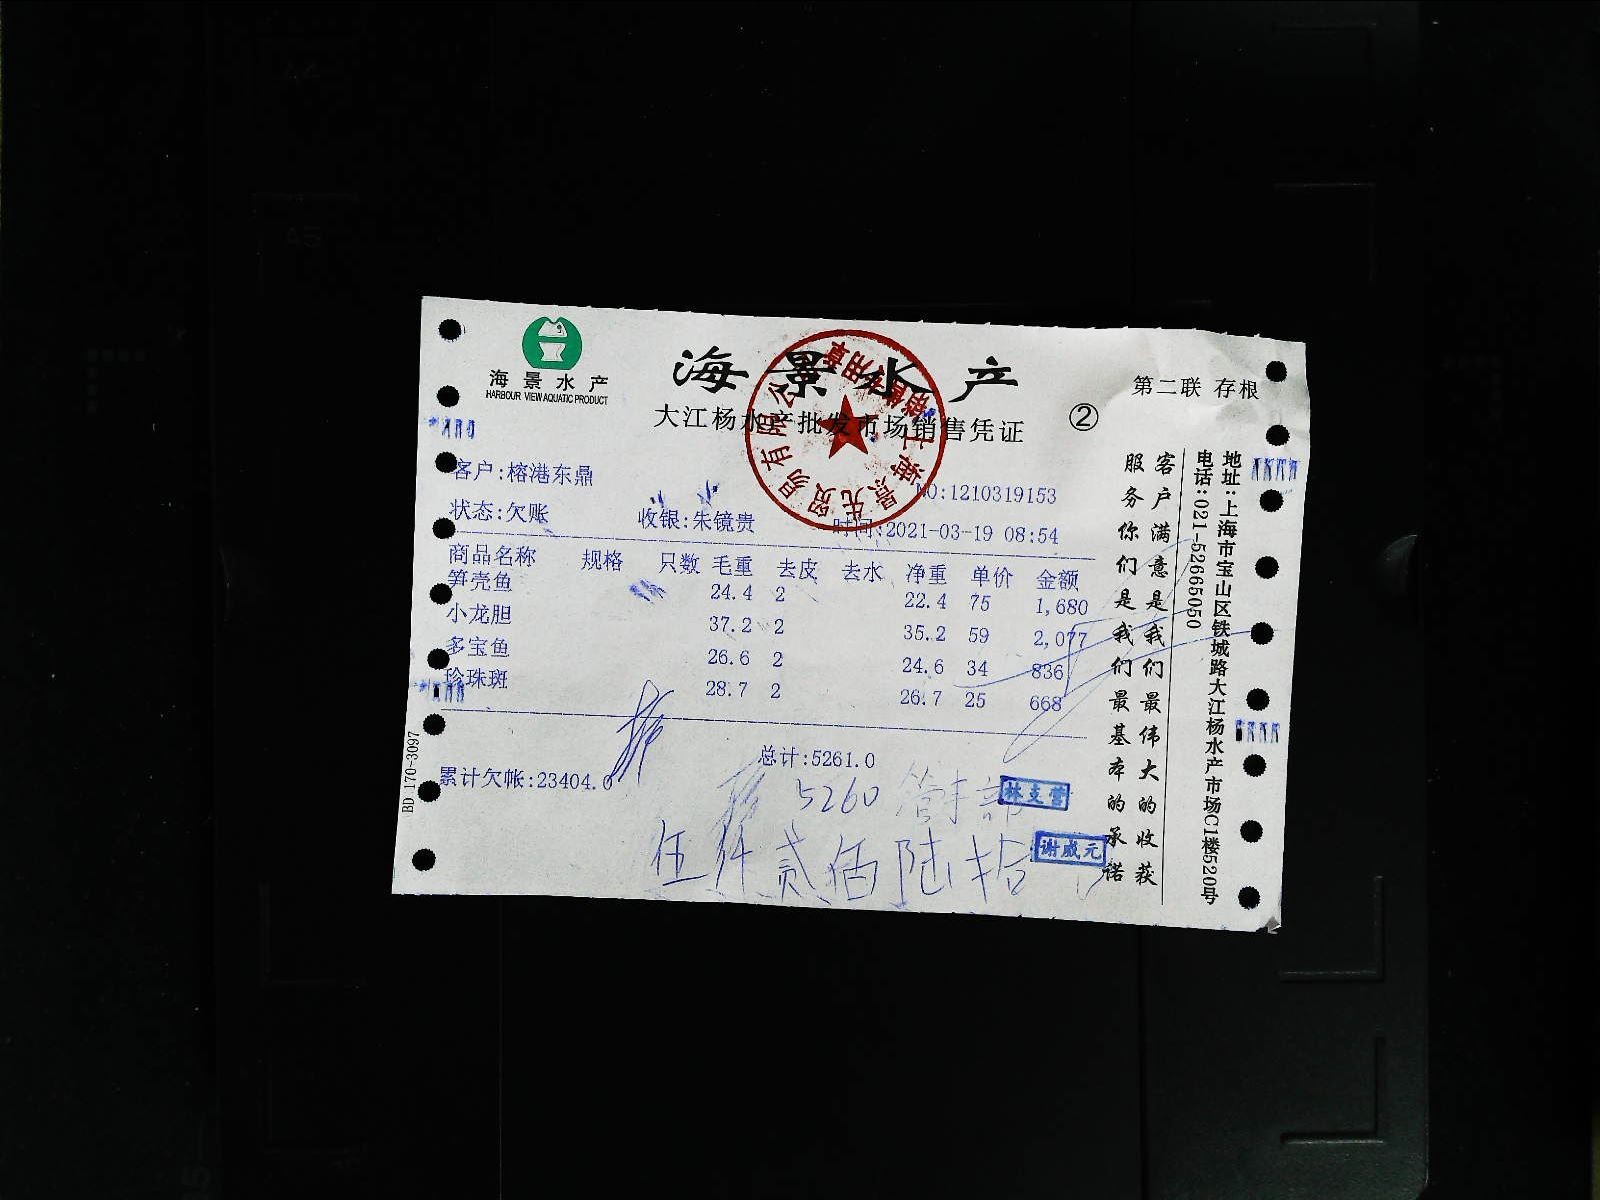 海景水产
HARBOUR VIEW AQUATIC PRODUCT
海景水产
第二联 存根
大江杨水产批发市场销售凭证
②
客户:榕港东鼎
NO:1210319153
状态:欠账 收银:朱镜贵 时间:2021-03-19 08:54
商品名称 规格 只数 毛重 去皮 去水 净重 单价 金额
笋壳鱼 24.4 2 22.4 75 1,680
小龙胆 37.2 2 35.2 59 2,077
多宝鱼 26.6 2 24.6 34 836
珍珠斑 28.7 2 26.7 25 668
总计:5261.0
累计欠帐:23404.0
5260
林支营
伍仟贰佰陆拾
谢威元
BD 170-3097
客户满意是我们最伟大的收获
服务你们是我们最基本的承诺
地址:上海市宝山区铁城路大江杨水产市场C1楼520号
电话:021-52665050
销售专用章